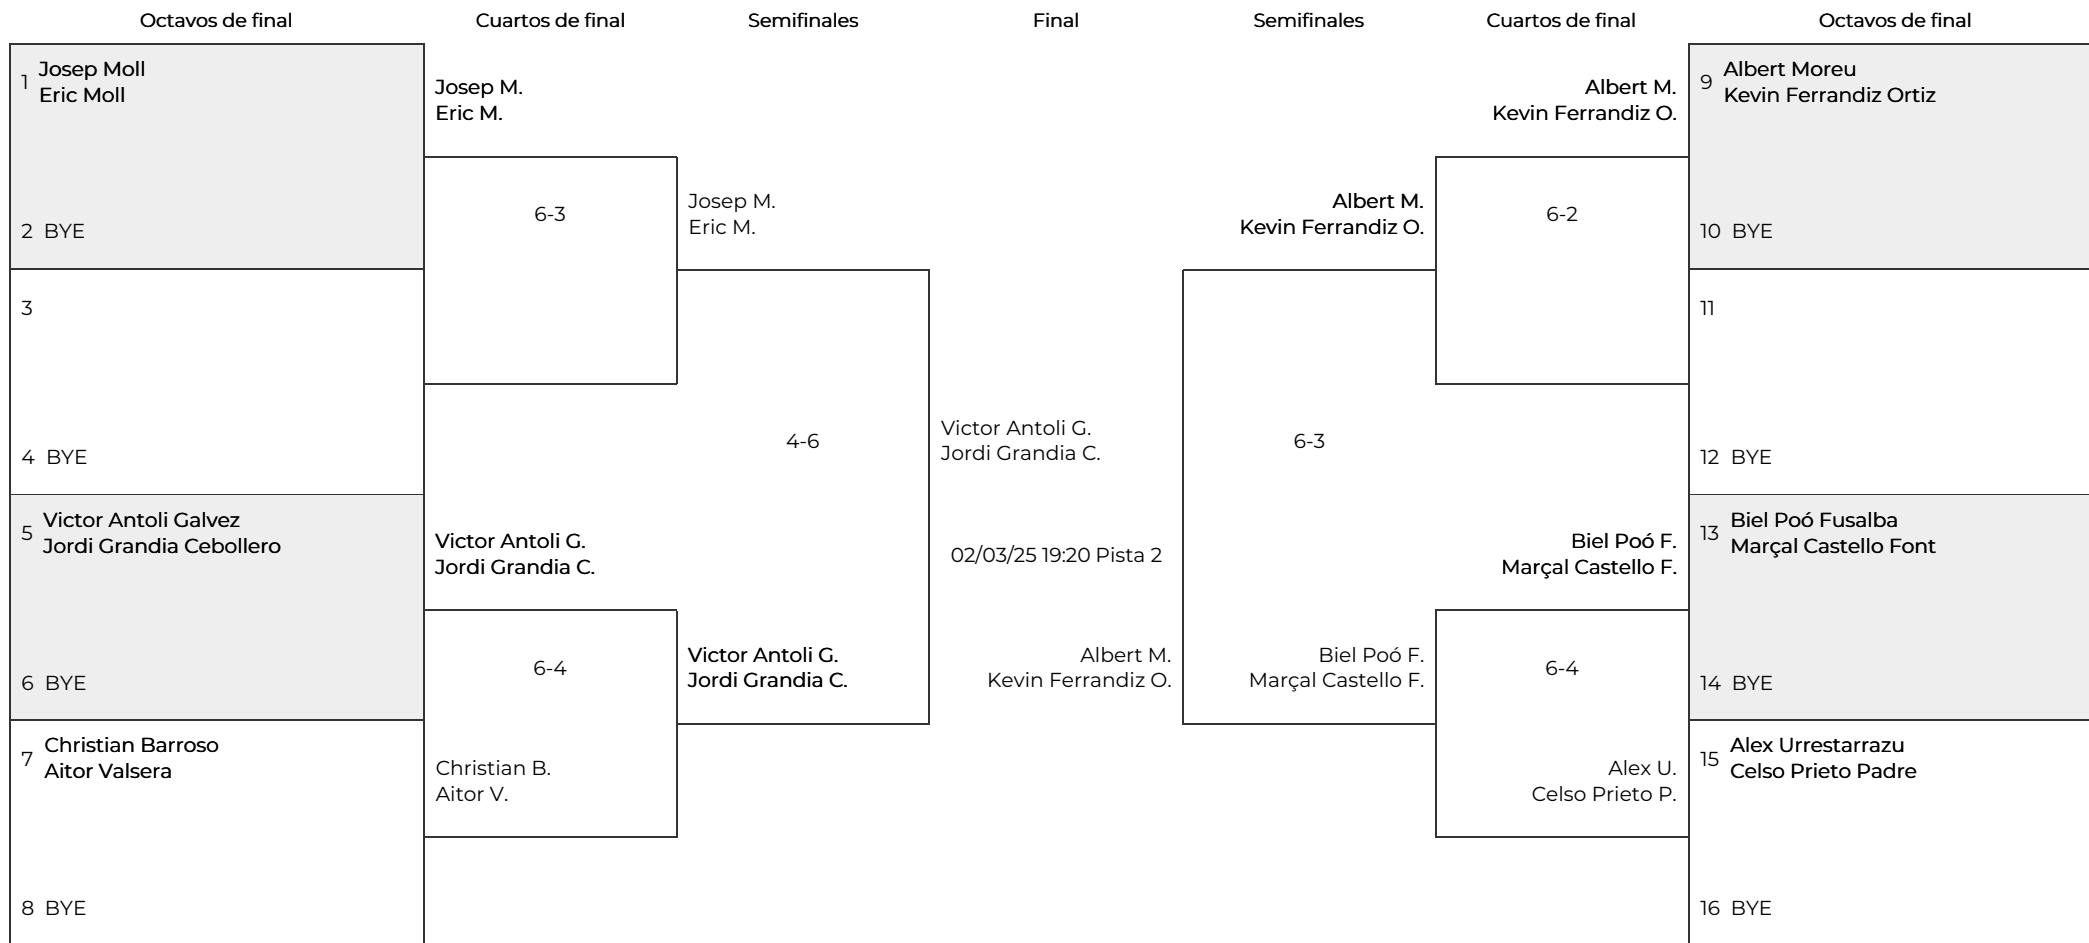 Octavos de final
Cuartos de final
Semifinales
Final
Semifinales
Cuartos de final
Octavos de final
1 Josep Moll
Eric Moll
2 BYE
3
4 BYE
5 Victor Antoli Galvez
Jordi Grandia Cebollero
6 BYE
7 Christian Barroso
Aitor Valsera
8 BYE
Josep M.
Eric M.
6-3
Victor Antoli G.
Jordi Grandia C.
6-4
Christian B.
Aitor V.
Josep M.
Eric M.
4-6
Victor Antoli G.
Jordi Grandia C.
Victor Antoli G.
Jordi Grandia C.
02/03/25 19:20 Pista 2
Albert M.
Kevin Ferrandiz O.
Albert M.
Kevin Ferrandiz O.
6-3
Biel Poó F.
Marçal Castello F.
Albert M.
Kevin Ferrandiz O.
6-2
Biel Poó F.
Marçal Castello F.
6-4
Alex U.
Celso Prieto P.
9 Albert Moreu
Kevin Ferrandiz Ortiz
10 BYE
11
12 BYE
13 Biel Poó Fusalba
Marçal Castello Font
14 BYE
15 Alex Urrestarrazu
Celso Prieto Padre
16 BYE